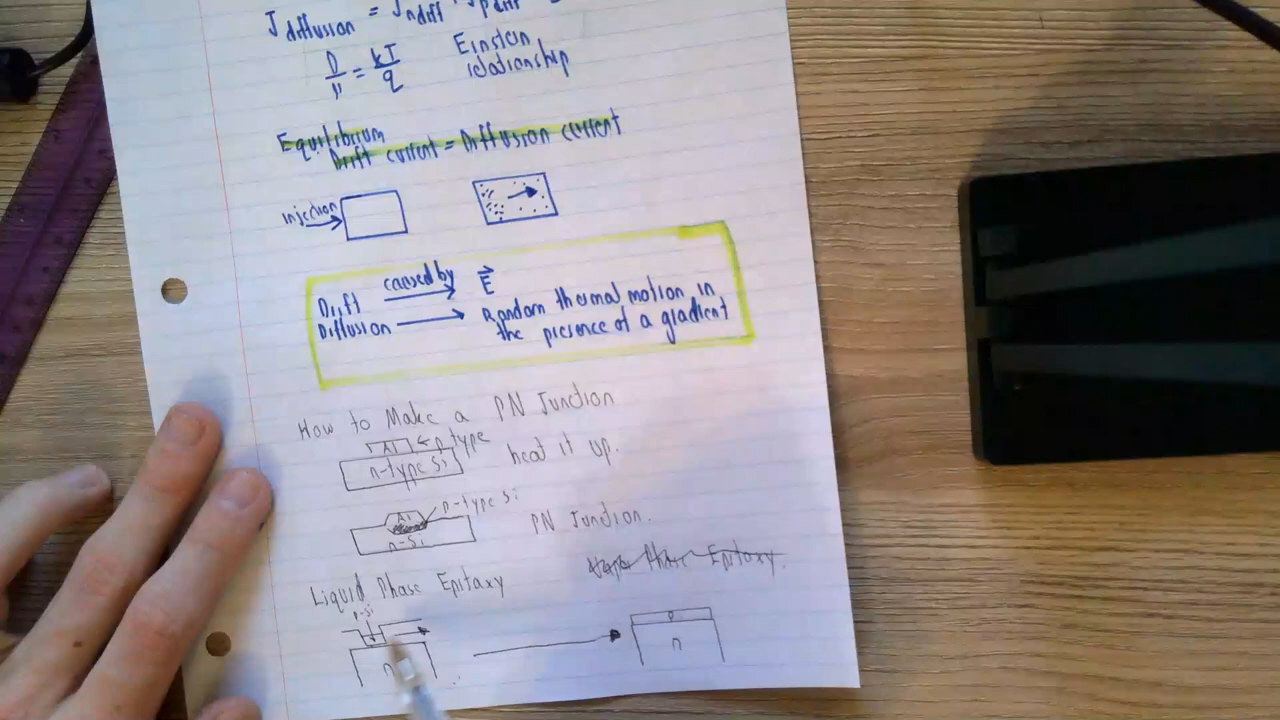 J diffusion = Jndiff + Jpdiff
D/μ = kT/q
Einstein
relationship
Equilibrium
Drift current = Diffusion current
injection
Drift caused by E
Diffusion Random thermal motion in
the presence of a gradient
How to Make a PN Junction
Al p type
n-type Si heat it up.
p-type Si
Al
n-Si PN Junction.
Liquid Phase Epitaxy Phase Epitaxy.
p-Si
p
n n